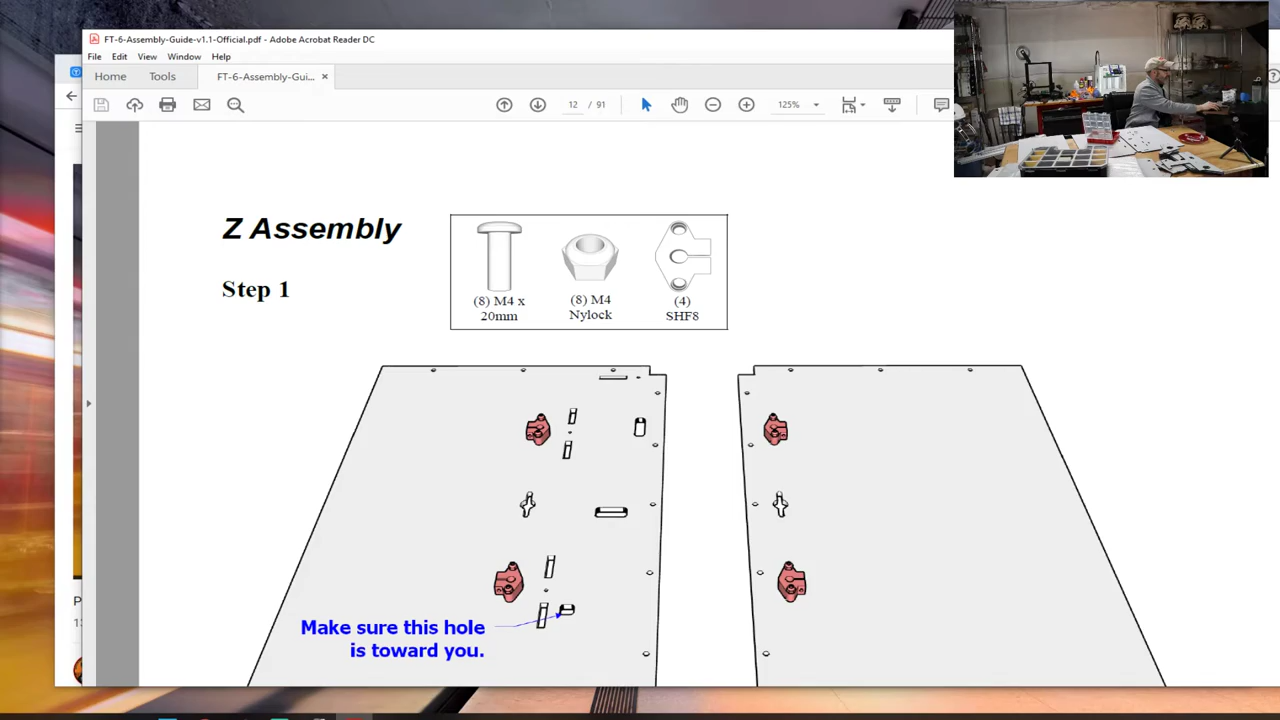 FT-6-Assembly-Guide-v1.1-Official.pdf - Adobe Acrobat Reader DC
File Edit View Window Help
Home Tools FT-6-Assembly-Gui... ×
12 / 91 125%
Z Assembly
Step 1
(8) M4 x
20mm
(8) M4
Nylock
(4)
SHF8
Make sure this hole
is toward you.